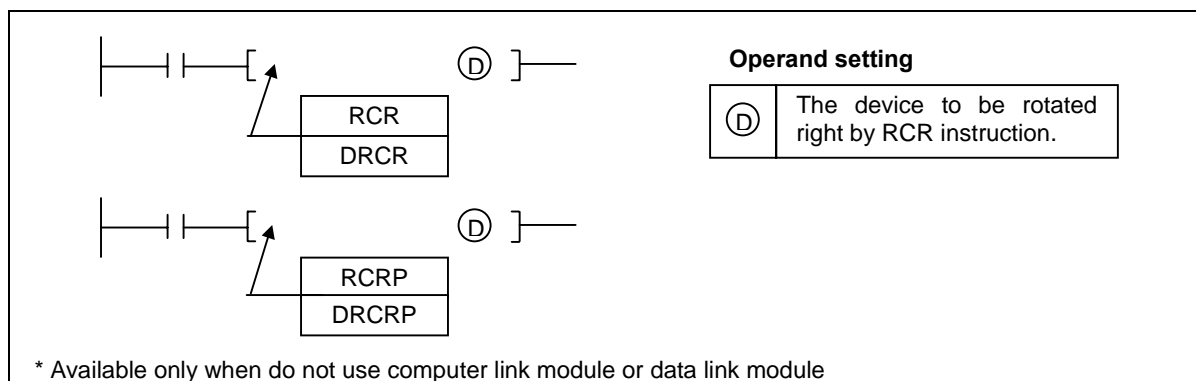 D
RCR
DRCR
D
RCRP
DRCRP
Operand setting
D
The device to be rotated
right by RCR instruction.
* Available only when do not use computer link module or data link module